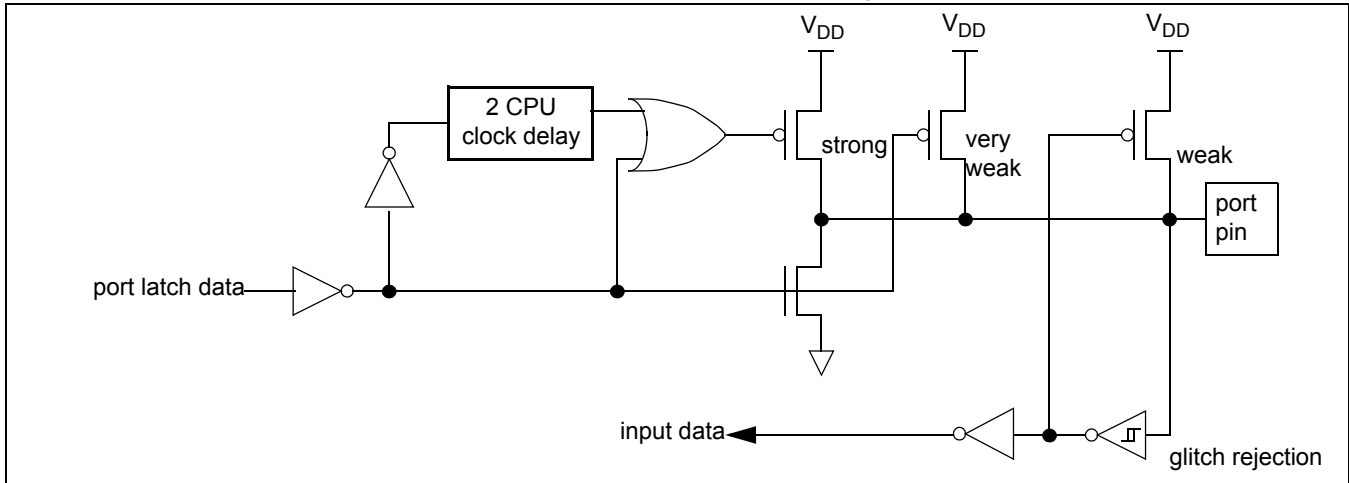 VDD
VDD
VDD
2 CPU
clock delay
strong
very
weak
weak
port
pin
port latch data
input data
glitch rejection